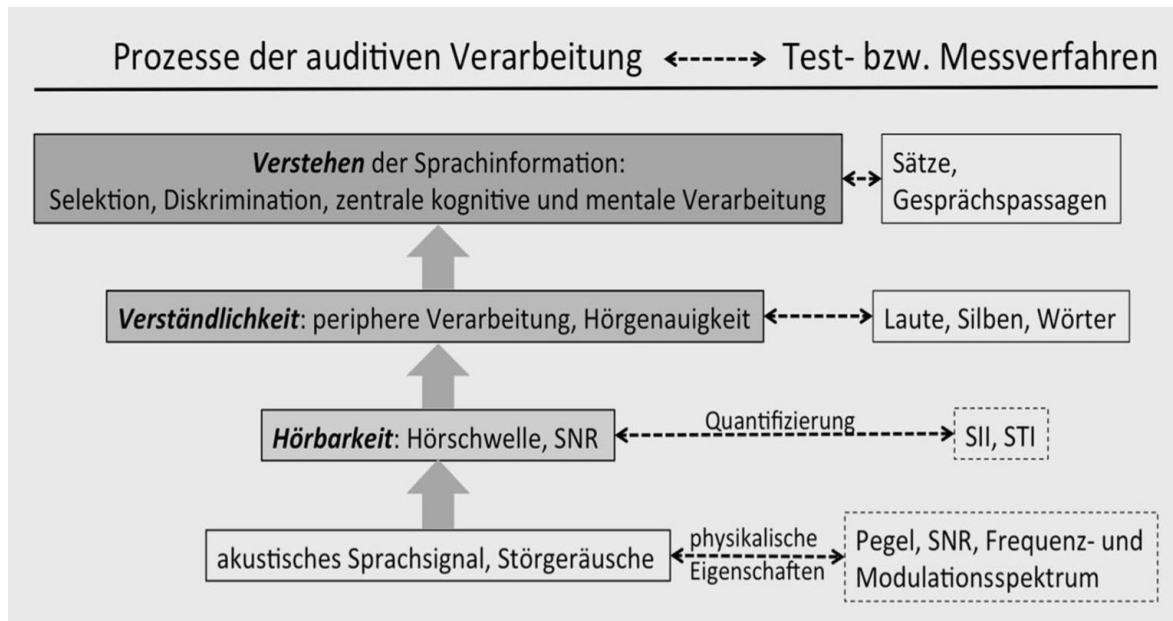 Prozesse der auditiven Verarbeitung
Test- bzw. Messverfahren
Verstehen der Sprachinformation:
Selektion, Diskrimination, zentrale kognitive und mentale Verarbeitung
Sätze,
Gesprächspassagen
Verständlichkeit: periphere Verarbeitung, Hörgenauigkeit
Laute, Silben, Wörter
Hörbarkeit: Hörschwelle, SNR
Quantifizierung
SII, STI
akustisches Sprachsignal, Störgeräusche
physikalische
Eigenschaften
Pegel, SNR, Frequenz- und
Modulationsspektrum